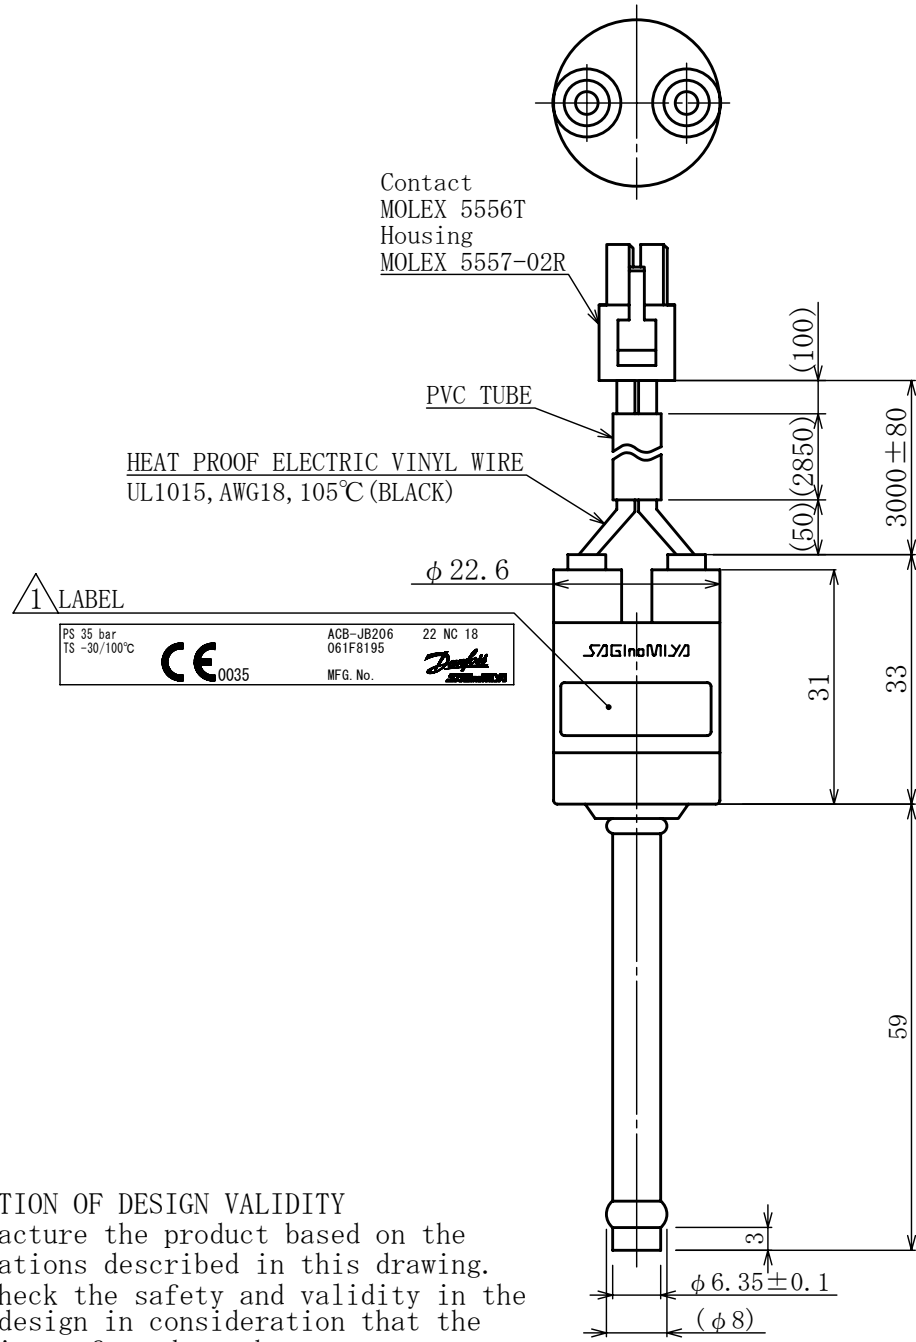 Contact
MOLEX 5556T
Housing
MOLEX 5557-02R
(100)
PVC TUBE
(2850)
3000±80
HEAT PROOF ELECTRIC VINYL WIRE
UL1015, AWG18, 105℃ (BLACK)
(50)
φ22.6
1 LABEL
PS 35 bar
TS -30/100℃
CE 0035
ACB-JB206 22 NC 18
061F8195
MFG. No.
Danfoss
SAGInoMIYA
SAGInoMIYA
31
33
59
3
φ6.35±0.1
(φ8)
TION OF DESIGN VALIDITY
acture the product based on the
ations described in this drawing.
heck the safety and validity in the
design in consideration that the